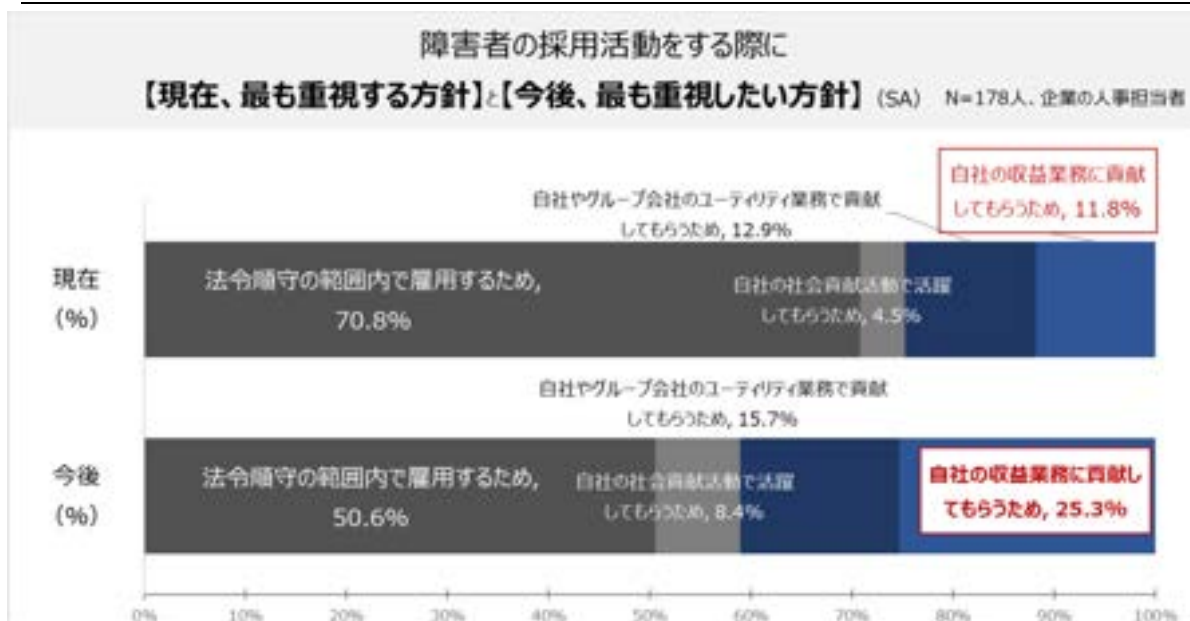 障害者の採用活動をする際に
【現在、最も重視する方針】と【今後、最も重視したい方針】(SA) N=178人、企業の人事担当者
自社の収益業務に貢献
してもらうため, 11.8%
自社やグループ会社のユーティリティ業務で貢献
してもらうため, 12.9%
現在
(%)
法令順守の範囲内で雇用するため,
70.8%
自社の社会貢献活動で活躍
してもらうため, 4.5%
自社やグループ会社のユーティリティ業務で貢献
してもらうため, 15.7%
今後
(%)
法令順守の範囲内で雇用するため,
50.6%
自社の社会貢献活動で活躍
してもらうため, 8.4%
自社の収益業務に貢献し
てもらうため, 25.3%
0% 10% 20% 30% 40% 50% 60% 70% 80% 90% 100%